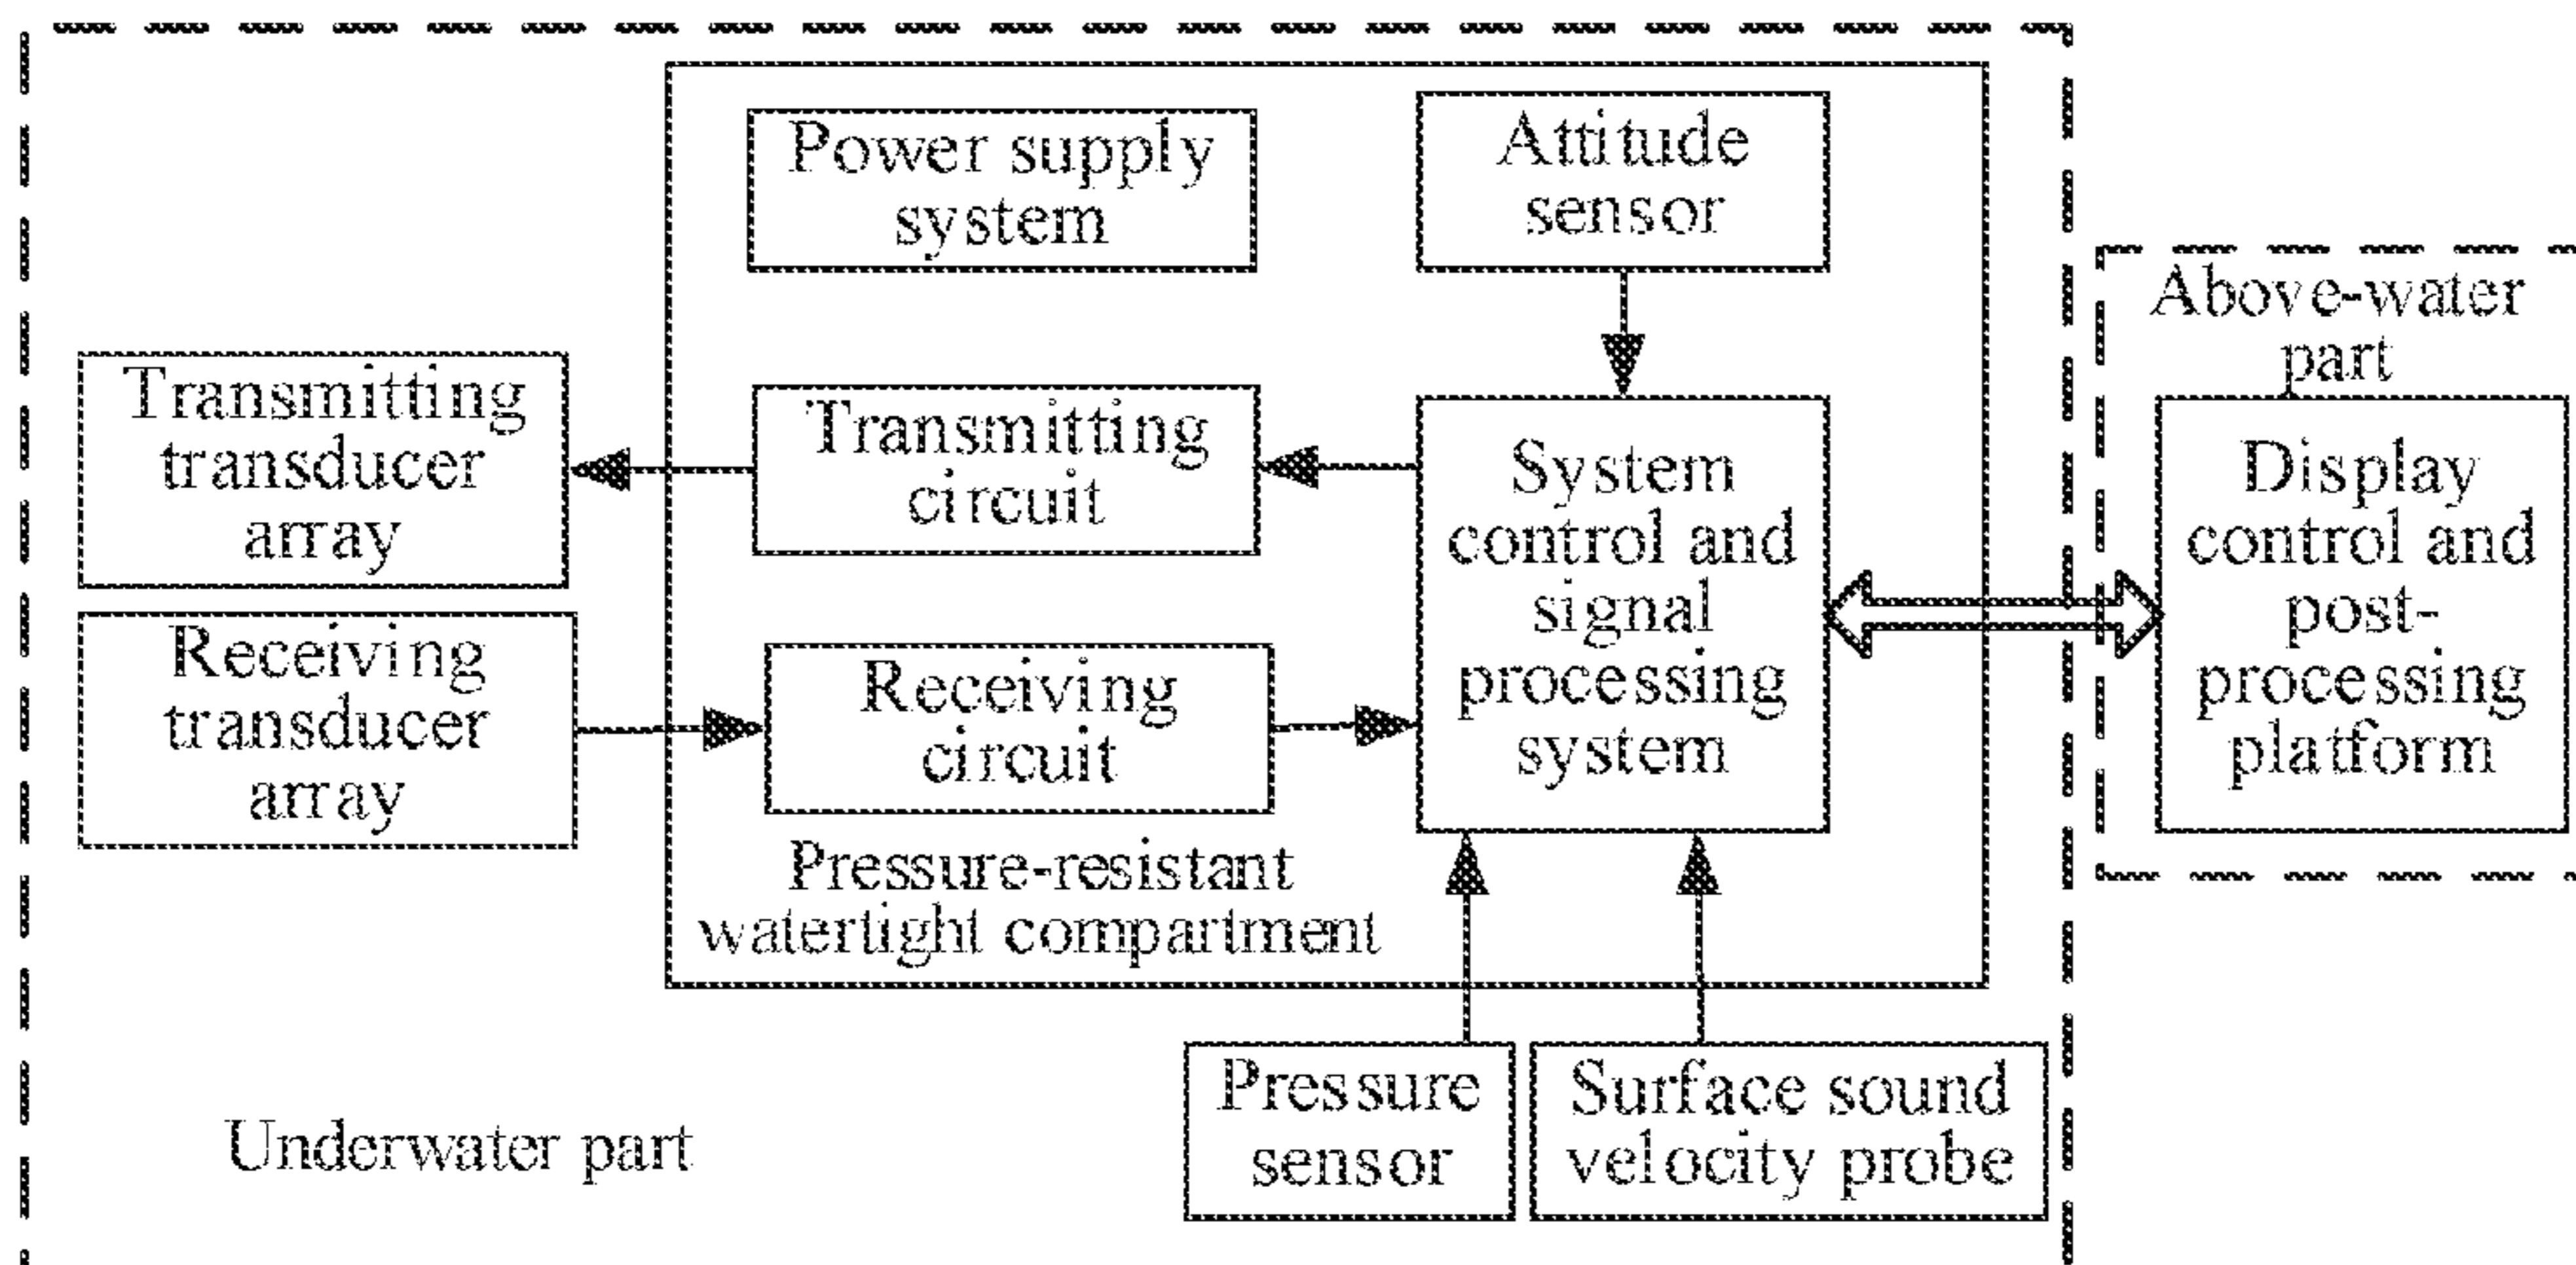 Power supply
system
Attitude
sensor
Above-water
part
Transmitting
transducer
array
Transmitting
circuit
System
control and
signal
processing
system
Display
control and
post-
processing
platform
Receiving
transducer
array
Receiving
circuit
Pressure-resistant
watertight compartment
Pressure
sensor
Surface sound
velocity probe
Underwater part